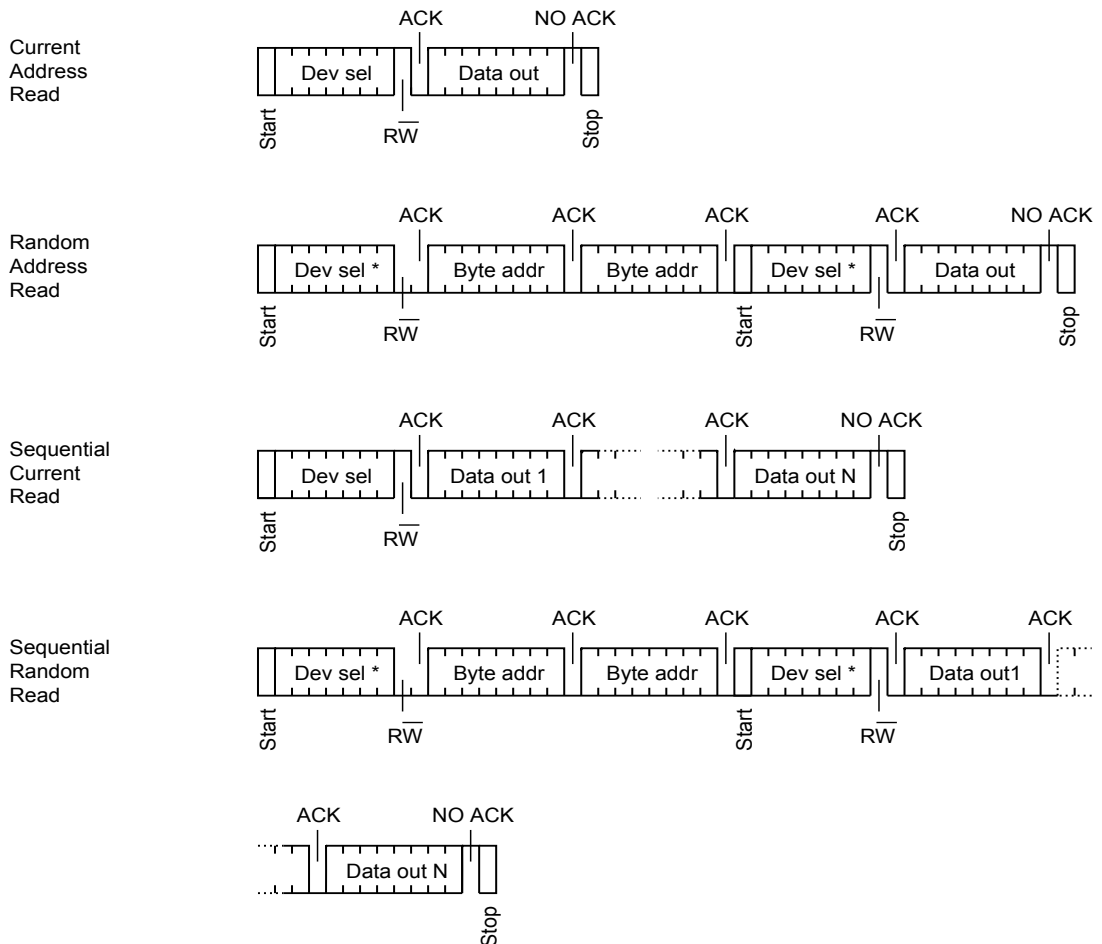 ACK NO ACK
Current
Address
Read
Dev sel Data out
Start RW Stop
ACK ACK ACK ACK NO ACK
Random
Address
Read
Dev sel * Byte addr Byte addr Dev sel * Data out
Start RW Start RW Stop
ACK ACK ACK NO ACK
Sequential
Current
Read
Dev sel Data out 1 Data out N
Start RW Stop
ACK ACK ACK ACK ACK
Sequential
Random
Read
Dev sel * Byte addr Byte addr Dev sel * Data out1
Start RW Start RW
ACK NO ACK
Data out N
Stop